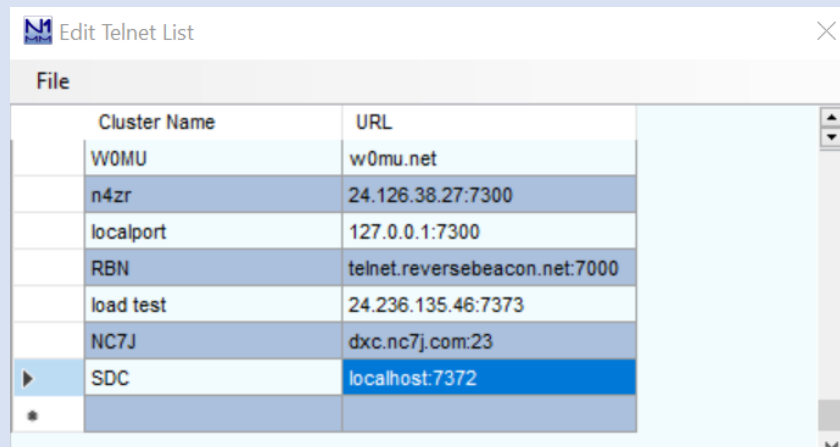 N1
MM
Edit Telnet List
File
Cluster Name URL
W0MU w0mu.net
n4zr 24.126.38.27:7300
localport 127.0.0.1:7300
RBN telnet.reversebeacon.net:7000
load test 24.236.135.46:7373
NC7J dxc.nc7j.com:23
SDC localhost:7372